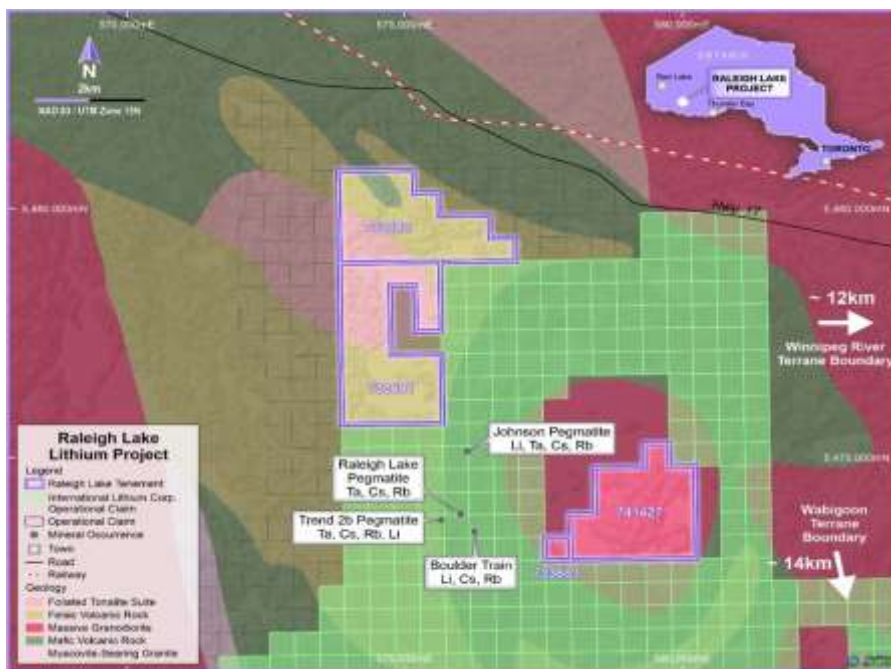 570,000mE
575,000mE
N
2km
NAD 83 / UTM Zone 15N
ONTARIO
RALEIGH LAKE
PROJECT
Thunder Bay
TORONTO
HWY 17
~ 12km
Winnipeg River
Terrane Boundary
Johnson Pegmatite
Li, Ta, Cs, Rb
Raleigh Lake
Pegmatite
Ta, Cs, Rb
Trend 2b Pegmatite
Ta, Cs, Rb, Li
Boulder Train
Li, Cs, Rb
741427
Wabigoon
Terrane
Boundary
~ 14km
Raleigh Lake
Lithium Project
Legend
Raleigh Lake Tenement
International Lithium Corp.
Operational Claim
Operational Claim
Mineral Occurrence
Town
Road
Railway
Geology
Foliated Tonalite Suite
Felsic Volcanic Rock
Massive Granodiorite
Mafic Volcanic Rock
Muscovite-Bearing Granite